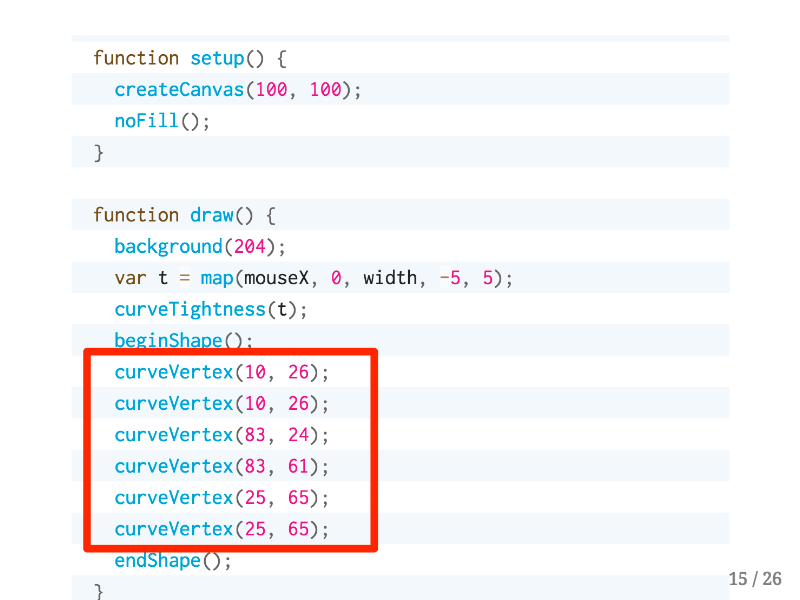 function setup() {
createCanvas(100, 100);
noFill();
}
function draw() {
background(204);
var t = map(mouseX, 0, width, -5, 5);
curveTightness(t);
beginShape();
curveVertex(10, 26);
curveVertex(10, 26);
curveVertex(83, 24);
curveVertex(83, 61);
curveVertex(25, 65);
curveVertex(25, 65);
endShape();
}
15 / 26